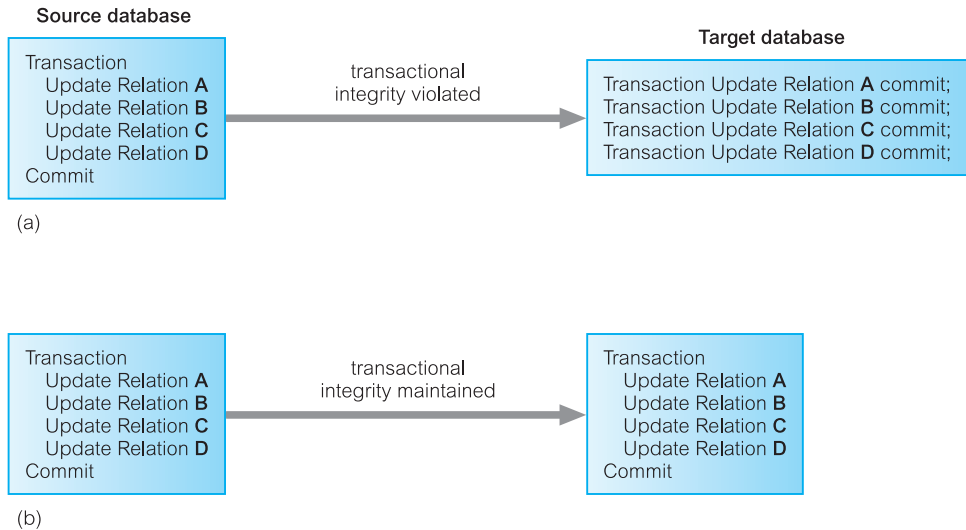 Source database
Transaction
Update Relation A
Update Relation B
Update Relation C
Update Relation D
Commit
transactional
integrity violated
Target database
Transaction Update Relation A commit;
Transaction Update Relation B commit;
Transaction Update Relation C commit;
Transaction Update Relation D commit;
(a)
Transaction
Update Relation A
Update Relation B
Update Relation C
Update Relation D
Commit
transactional
integrity maintained
Transaction
Update Relation A
Update Relation B
Update Relation C
Update Relation D
Commit
(b)